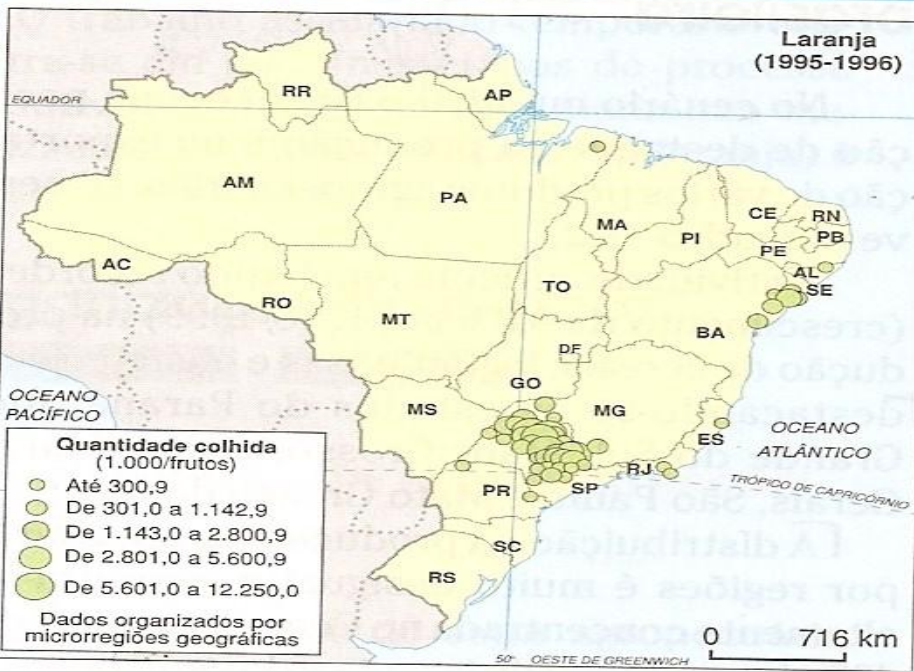 Laranja
(1995-1996)
EQUADOR
RR
AP
AM
PA
MA
CE
RN
PB
PI
PE
AL
SE
AC
RO
TO
BA
MT
DF
GO
MG
MS
ES
SP
RJ
PR
SC
RS
OCEANO
PACÍFICO
OCEANO
ATLÂNTICO
TRÓPICO DE CAPRICÓRNIO
Quantidade colhida
(1.000/frutos)
Até 300,9
De 301,0 a 1.142,9
De 1.143,0 a 2.800,9
De 2.801,0 a 5.600,9
De 5.601,0 a 12.250,0
Dados organizados por
microrregiões geográficas
0 716 km
50° OESTE DE GREENWICH